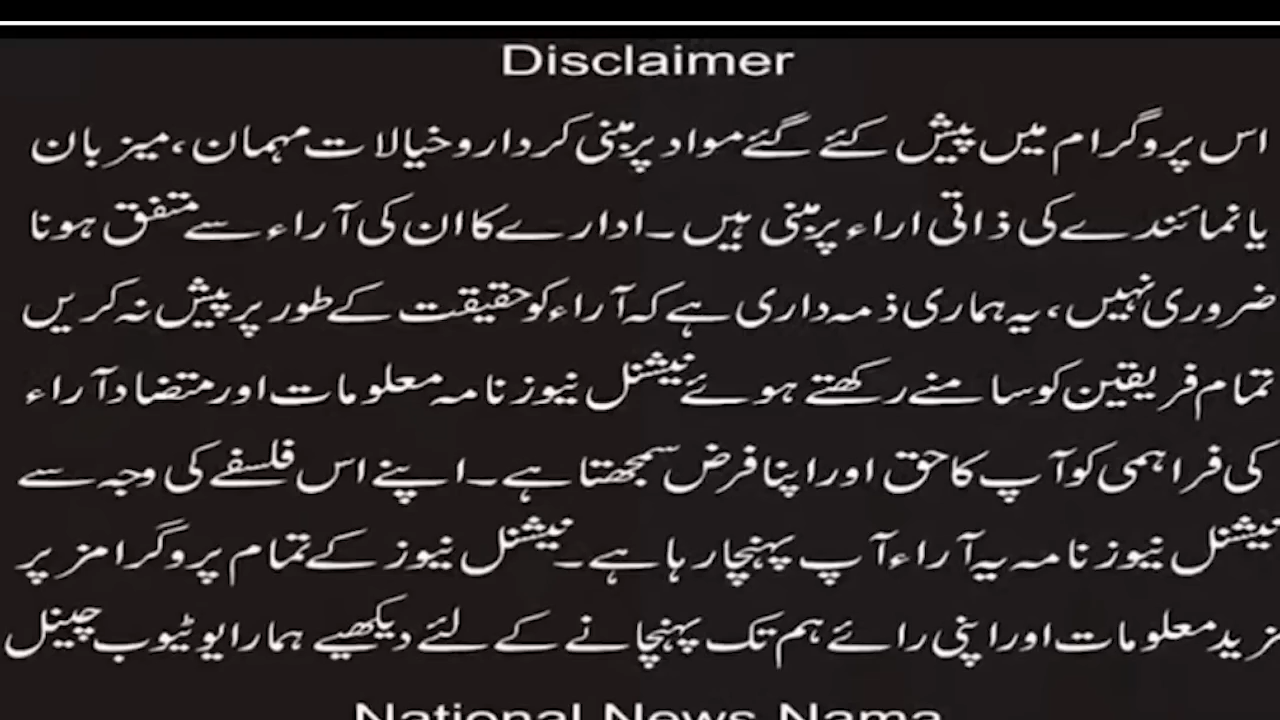 Disclaimer
اس پروگرام میں پیش کئے گئے مواد پر مبنی کردار و خیالات مہمان، میزبان
یا نمائندے کی ذاتی اراء پر مبنی ہیں۔ ادارے کا ان کی آراء سے متفق ہونا
ضروری نہیں، یہ ہماری ذمہ داری ہے کہ آراء کو حقیقت کے طور پر پیش نہ کریں
تمام فریقین کو سامنے رکھتے ہوئے نیشنل نیوز نامہ معلومات اور متضاد آراء
کی فراہمی کو آپ کا حق اور اپنا فرض سمجھتا ہے۔ اپنے اس فلسفے کی وجہ سے
نیشنل نیوز نامہ یہ آراء آپ پہنچا رہا ہے۔ نیشنل نیوز کے تمام پروگرامز پر
مزید معلومات اور اپنی رائے ہم تک پہنچانے کے لئے دیکھیے ہمارا یوٹیوب چینل
National News Nama